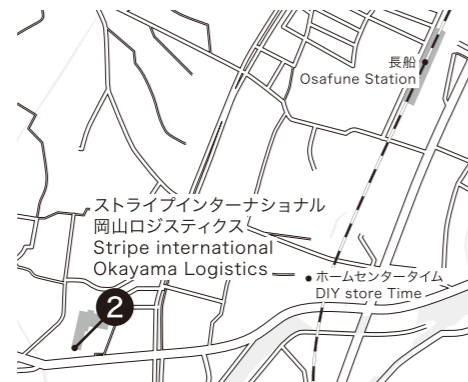 長船
Osafune Station
ストライプインターナショナル
岡山ロジスティクス
Stripe international
Okayama Logistics
ホームセンタータイム
DIY store Time
2